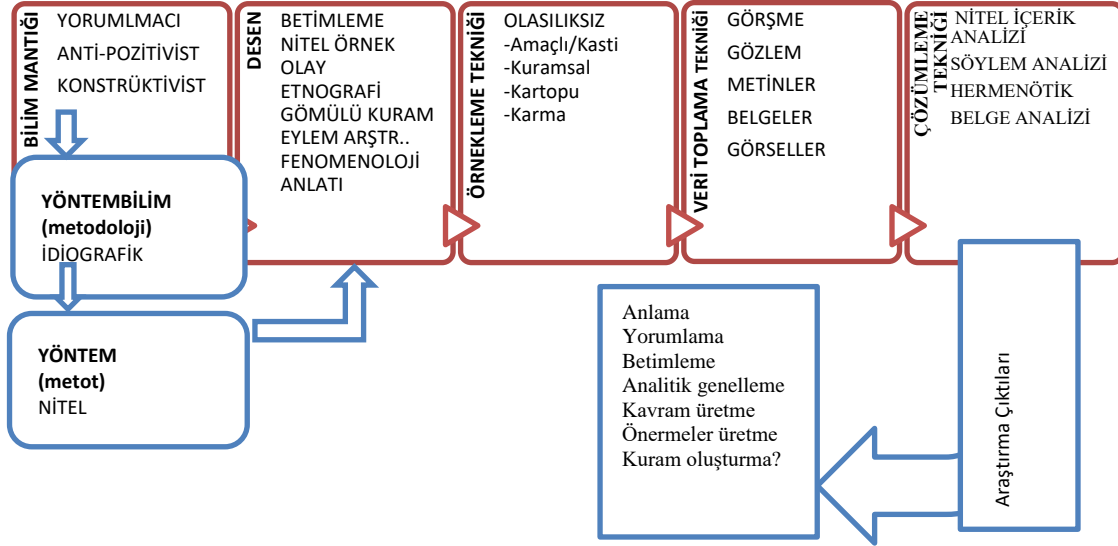 BİLİM MANTIĞI
YORUMLMACI
ANTİ-POZİTİVİST
KONSTRÜKTİVİST
YÖNTEMBİLİM
(metodoloji)
İDİOGRAFİK
YÖNTEM
(metot)
NİTEL
DESEN
BETİMLEME
NİTEL ÖRNEK
OLAY
ETNOGRAFİ
GÖMÜLÜ KURAM
EYLEM ARŞTR..
FENOMENOLOJİ
ANLATI
ÖRNEKLEME TEKNİĞİ
OLASILIKSIZ
-Amaçlı/Kasti
-Kuramsal
-Kartopu
-Karma
VERİ TOPLAMA TEKNİĞİ
GÖRŞME
GÖZLEM
METİNLER
BELGELER
GÖRSELLER
ÇÖZÜMLEME
TEKNİĞİ
NİTEL İÇERİK
ANALİZİ
SÖYLEM ANALİZİ
HERMENÖTİK
BELGE ANALİZİ
Araştırma Çıktıları
Anlama
Yorumlama
Betimleme
Analitik genelleme
Kavram üretme
Önermeler üretme
Kuram oluşturma?